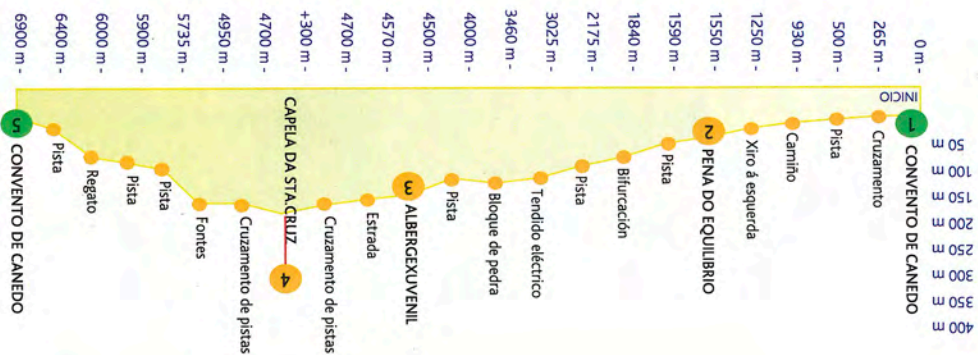 0 m -
265 m -
500 m -
930 m -
1250 m -
1550 m -
1590 m -
1840 m -
2175 m -
3025 m -
3460 m -
4000 m -
4500 m -
4570 m -
4700 m -
+300 m -
4700 m -
4950 m -
5735 m -
5900 m -
6000 m -
6400 m -
6900 m -
INICIO
50 m
100 m
150 m
200 m
250 m
300 m
350 m
400 m
1 CONVENTO DE CANEDO
Cruzamento
Pista
Camiño
Xiro á esquerda
2 PENA DO EQUILIBRIO
Pista
Bifurcación
Pista
Tendido eléctrico
Bloque de pedra
Pista
3 ALBERGEXUVENIL
Estrada
Cruzamento de pistas
CAPELA DA STA.CRUZ
4
Cruzamento de pistas
Fontes
Pista
Pista
Regato
Pista
5 CONVENTO DE CANEDO